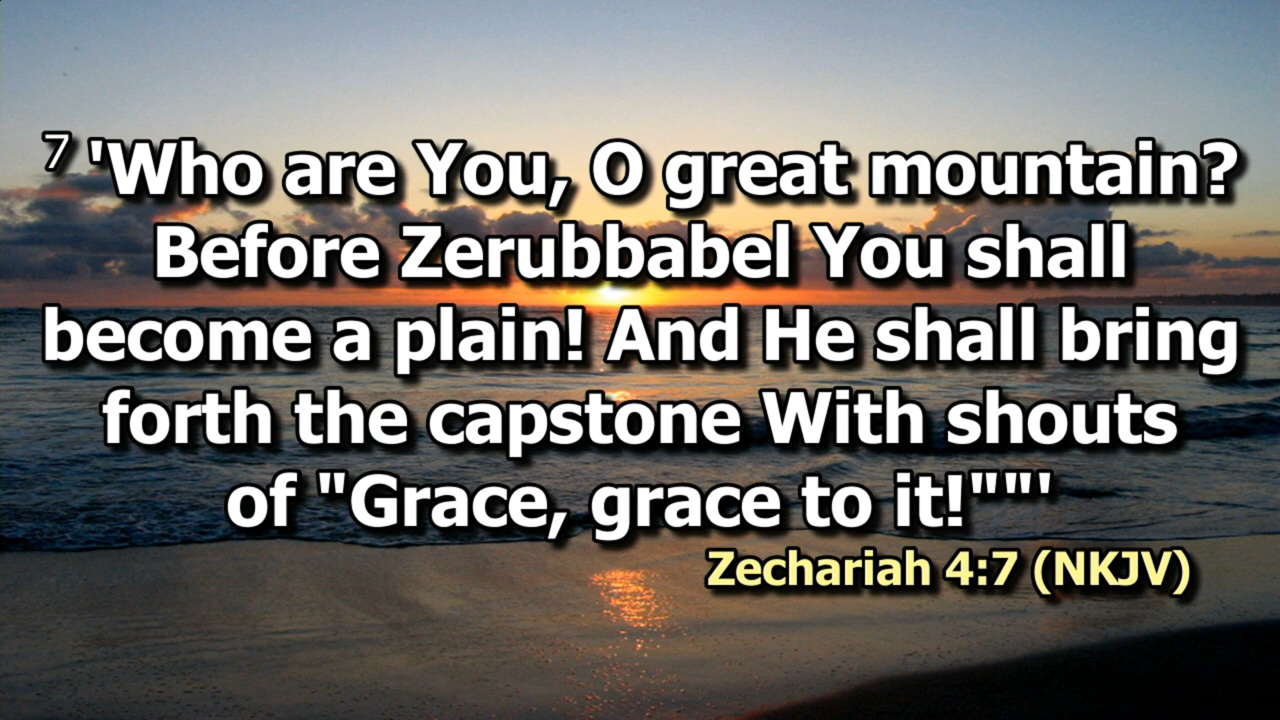 7 'Who are You, O great mountain?
Before Zerubbabel You shall
become a plain! And He shall bring
forth the capstone With shouts
of "Grace, grace to it!""'
Zechariah 4:7 (NKJV)